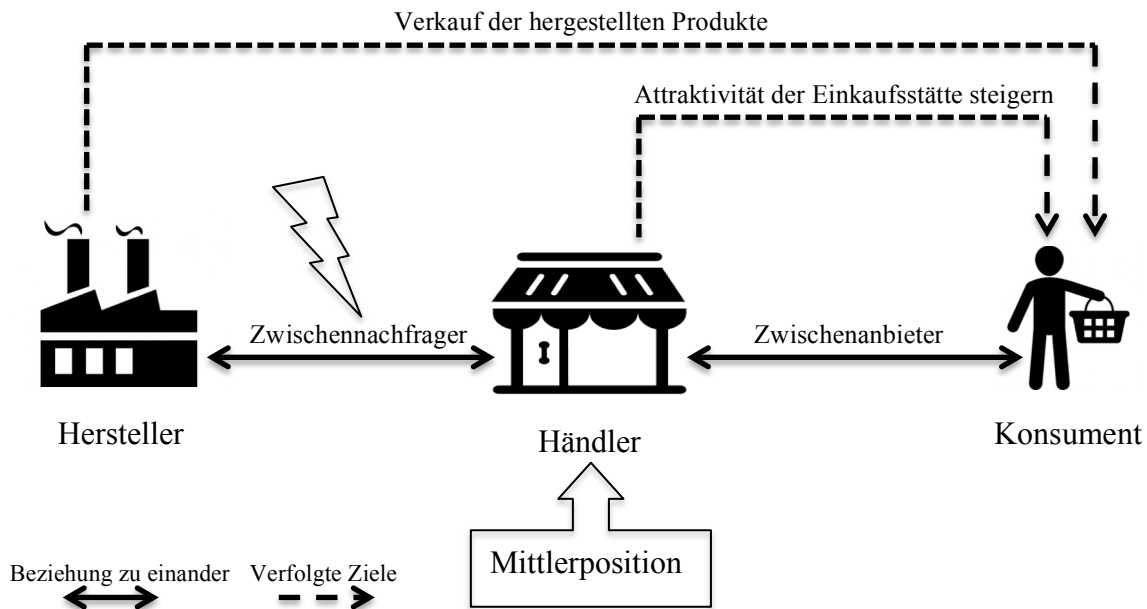 Verkauf der hergestellten Produkte
Attraktivität der Einkaufsstätte steigern
Zwischennachfrager
Zwischenanbieter
Hersteller
Händler
Konsument
Mittlerposition
Beziehung zu einander
Verfolgte Ziele